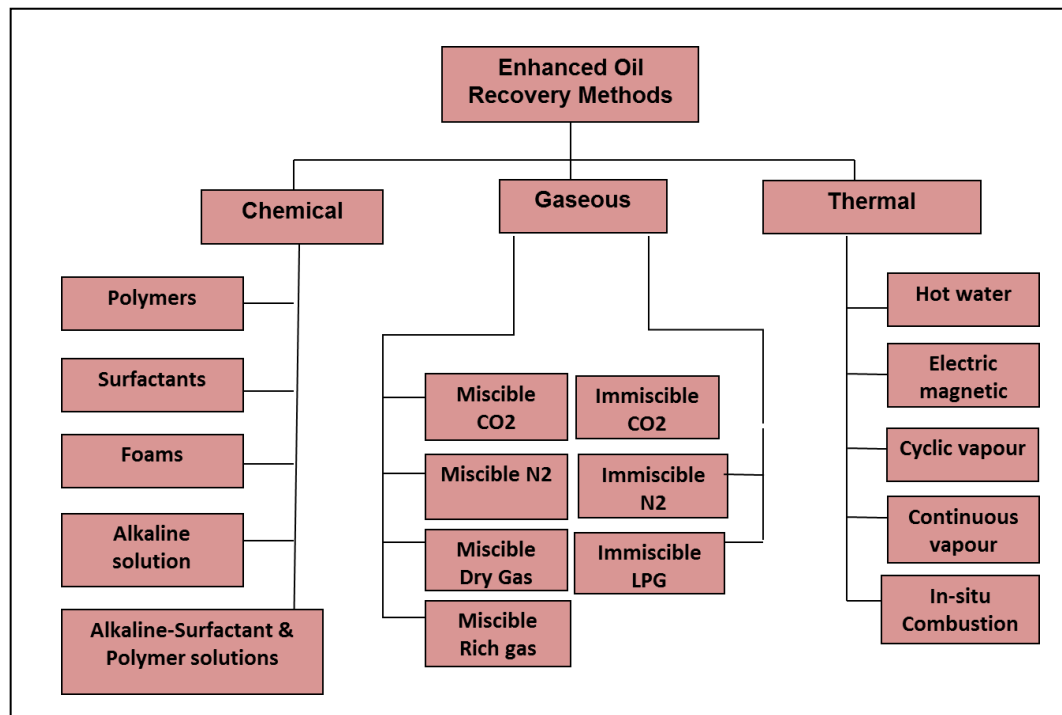 Enhanced Oil
Recovery Methods
Chemical
Gaseous
Thermal
Polymers
Surfactants
Foams
Alkaline
solution
Alkaline-Surfactant &
Polymer solutions
Miscible
CO2
Miscible N2
Miscible
Dry Gas
Miscible
Rich gas
Immiscible
CO2
Immiscible
N2
Immiscible
LPG
Hot water
Electric
magnetic
Cyclic vapour
Continuous
vapour
In-situ
Combustion